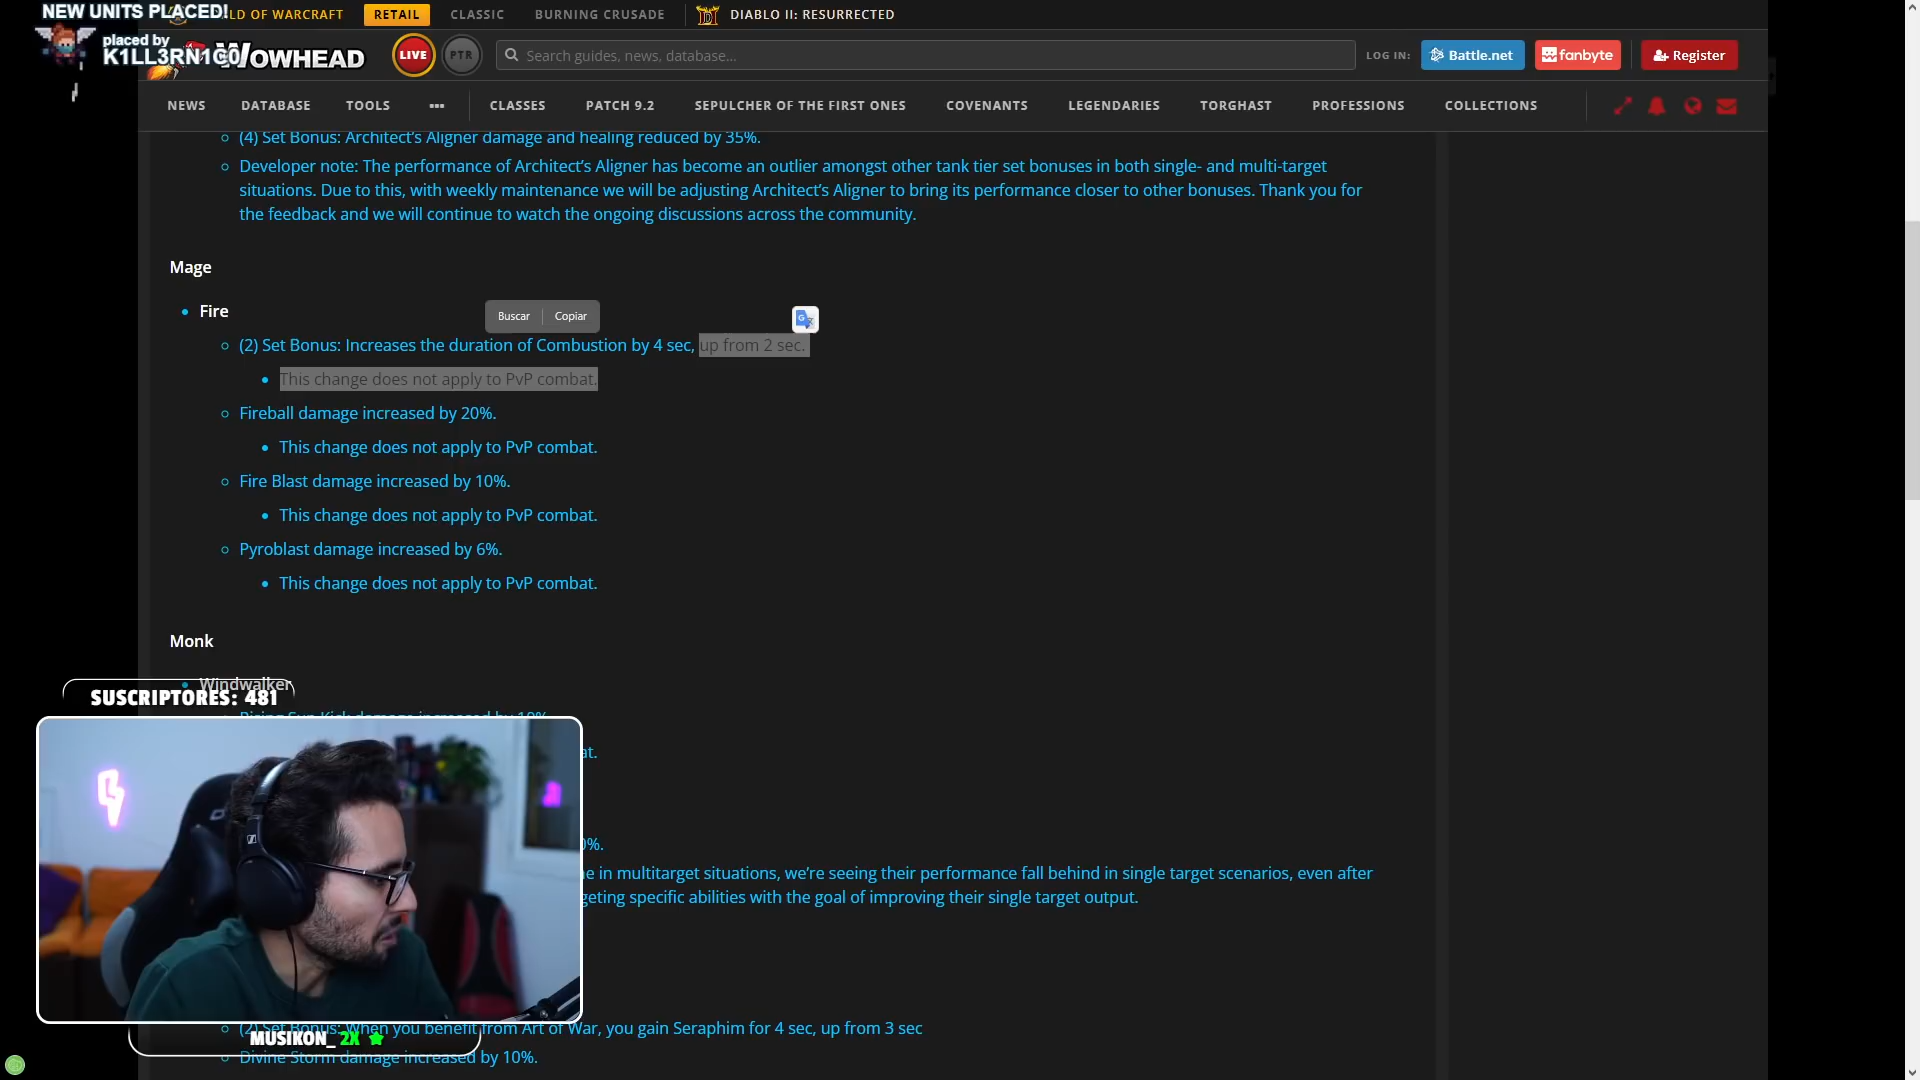 NEW UNITS PLACED!
LD OF WARCRAFT
RETAIL
CLASSIC
BURNING CRUSADE
DIABLO II: RESURRECTED
placed by
K1LL3RN1GO
WOWHEAD
LIVE
PTR
Search guides, news, database...
LOG IN:
Battle.net
fanbyte
Register
NEWS
DATABASE
TOOLS
•••
CLASSES
PATCH 9.2
SEPULCHER OF THE FIRST ONES
COVENANTS
LEGENDARIES
TORGHAST
PROFESSIONS
COLLECTIONS
(4) Set Bonus: Architect's Aligner damage and healing reduced by 35%.
Developer note: The performance of Architect's Aligner has become an outlier amongst other tank tier set bonuses in both single- and multi-target
situations. Due to this, with weekly maintenance we will be adjusting Architect's Aligner to bring its performance closer to other bonuses. Thank you for
the feedback and we will continue to watch the ongoing discussions across the community.
Mage
Fire
Buscar
Copiar
(2) Set Bonus: Increases the duration of Combustion by 4 sec, up from 2 sec.
This change does not apply to PvP combat.
Fireball damage increased by 20%.
This change does not apply to PvP combat.
Fire Blast damage increased by 10%.
This change does not apply to PvP combat.
Pyroblast damage increased by 6%.
This change does not apply to PvP combat.
Monk
Windwalker
SUSCRIPTORES: 481
Rising Sun Kick damage increased by 10%.
at.
0%.
e in multitarget situations, we're seeing their performance fall behind in single target scenarios, even after
geting specific abilities with the goal of improving their single target output.
(2) Set Bonus: When you benefit from Art of War, you gain Seraphim for 4 sec, up from 3 sec
MUSIKON_ 2X
Divine Storm damage increased by 10%.